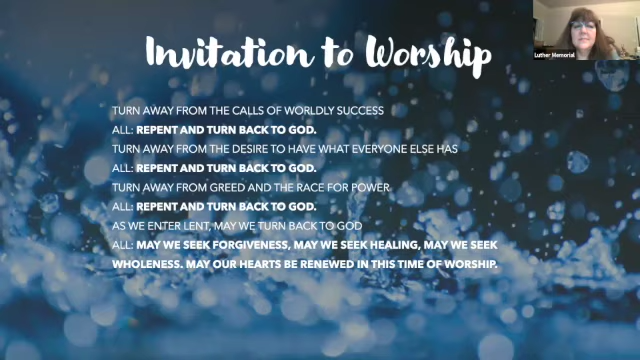 Invitation to Worship
Luther Memorial
TURN AWAY FROM THE CALLS OF WORLDLY SUCCESS
ALL: REPENT AND TURN BACK TO GOD.
TURN AWAY FROM THE DESIRE TO HAVE WHAT EVERYONE ELSE HAS
ALL: REPENT AND TURN BACK TO GOD.
TURN AWAY FROM GREED AND THE RACE FOR POWER
ALL: REPENT AND TURN BACK TO GOD.
AS WE ENTER LENT, MAY WE TURN BACK TO GOD
ALL: MAY WE SEEK FORGIVENESS, MAY WE SEEK HEALING, MAY WE SEEK
WHOLENESS. MAY OUR HEARTS BE RENEWED IN THIS TIME OF WORSHIP.